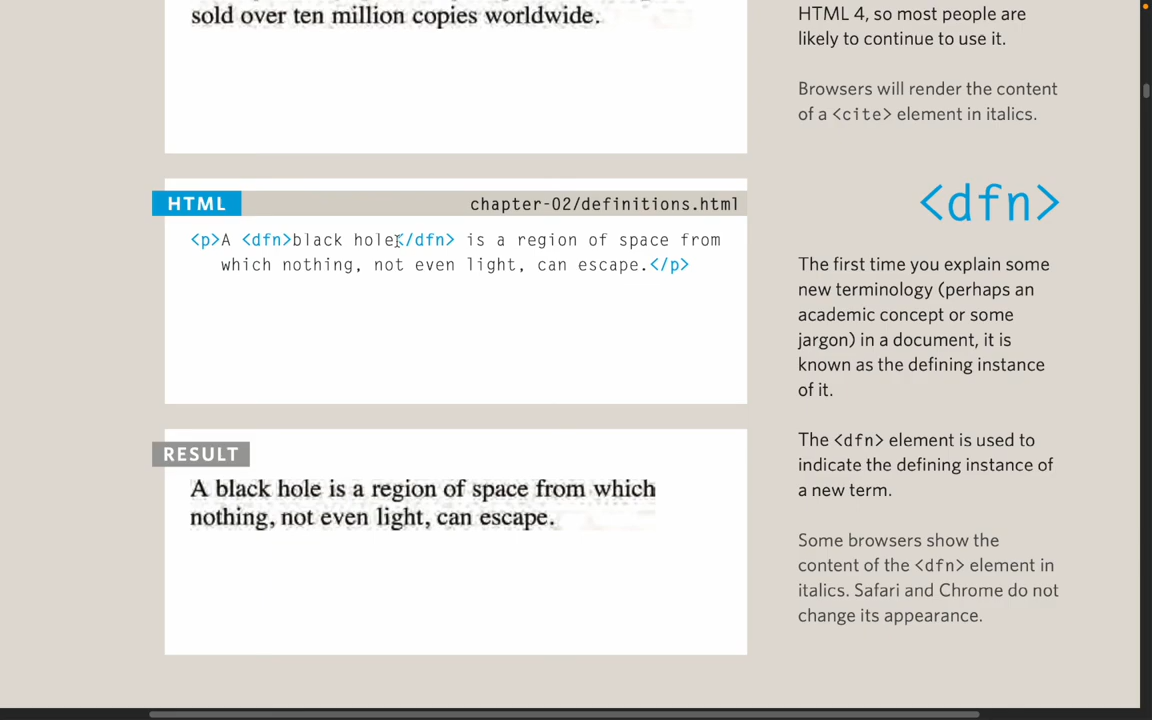 sold over ten million copies worldwide.
HTML 4, so most people are
likely to continue to use it.
Browsers will render the content
of a <cite> element in italics.
HTML
chapter-02/definitions.html
<p>A <dfn>black hole</dfn> is a region of space from
which nothing, not even light, can escape.</p>
RESULT
A black hole is a region of space from which
nothing, not even light, can escape.
<dfn>
The first time you explain some
new terminology (perhaps an
academic concept or some
jargon) in a document, it is
known as the defining instance
of it.
The <dfn> element is used to
indicate the defining instance of
a new term.
Some browsers show the
content of the <dfn> element in
italics. Safari and Chrome do not
change its appearance.